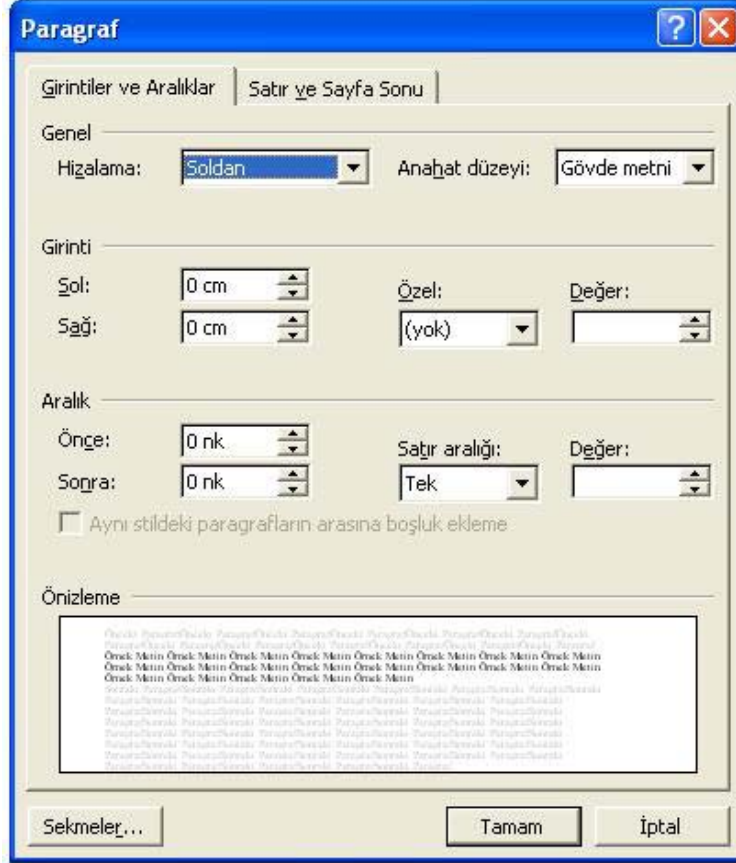 Paragraf
Girintiler ve Aralıklar Satır ve Sayfa Sonu
Genel
Hizalama: Soldan Anahat düzeyi: Gövde metni
Girinti
Sol: 0 cm Özel: Değer:
Sağ: 0 cm (yok)
Aralık
Önce: 0 nk Satır aralığı: Değer:
Sonra: 0 nk Tek
Aynı stildeki paragrafların arasına boşluk ekleme
Önizleme
Örnek Metin Örnek Metin Örnek Metin Örnek Metin Örnek Metin Örnek Metin Örnek Metin Örnek Metin
Örnek Metin Örnek Metin Örnek Metin Örnek Metin Örnek Metin Örnek Metin Örnek Metin Örnek Metin
Örnek Metin Örnek Metin Örnek Metin Örnek Metin Örnek Metin
Sekmeler... Tamam İptal